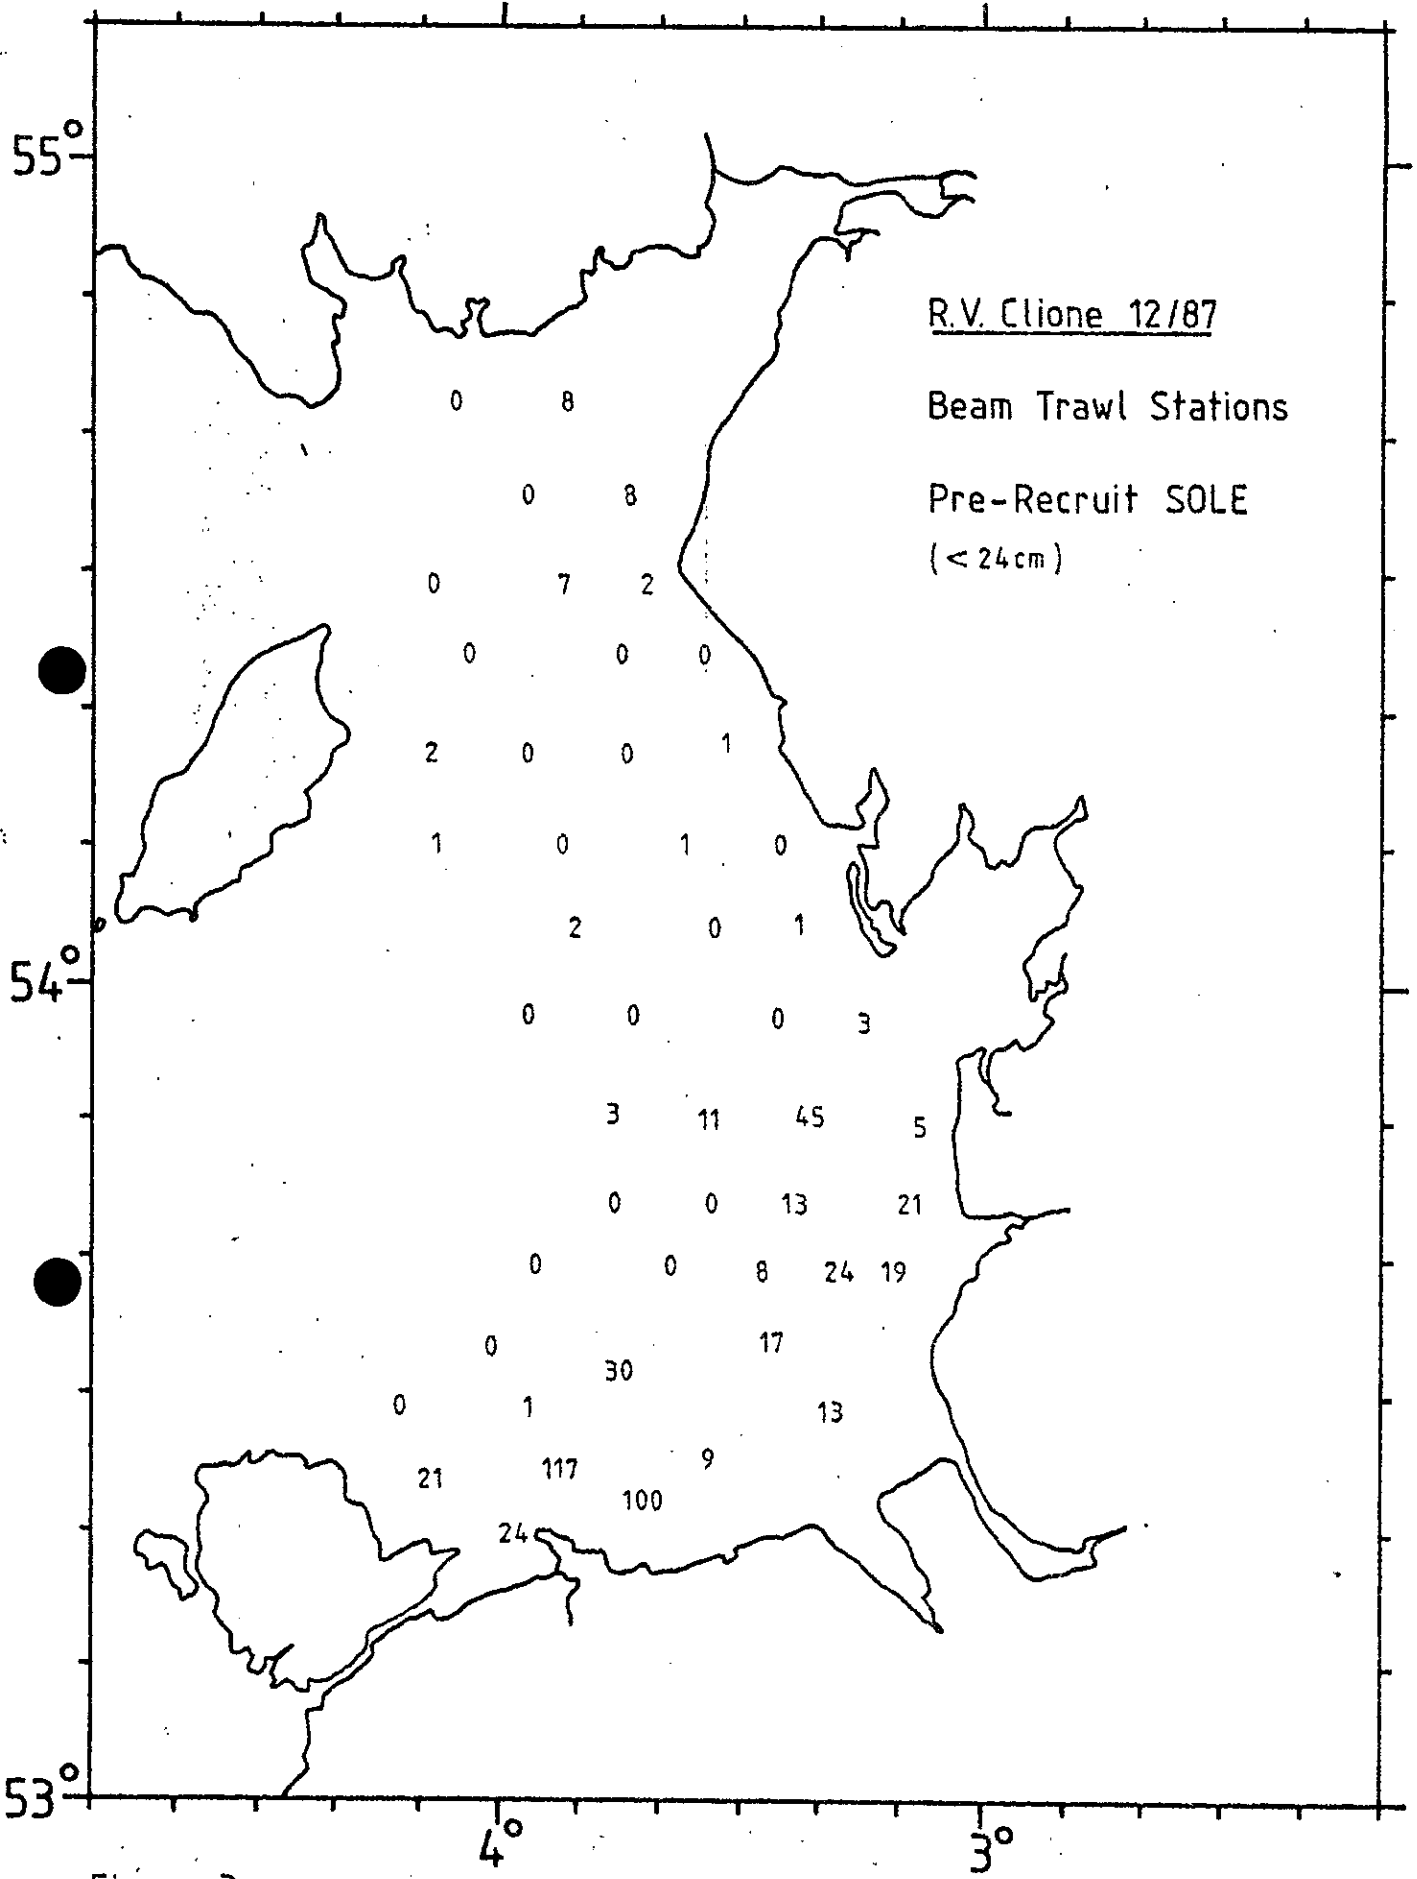 55°
R.V. Clione 12/87
0 8
Beam Trawl Stations
0 8
Pre-Recruit SOLE
(< 24cm)
0 7 2
0 0 0
2 0 0 1
1 0 1 0
2 0 1
54°
0 0 0 3
3 11 45 5
0 0 13 21
0 0 8 24 19
0 17
30
0 1 13
21 117 9
100
24
53°
4° 3°